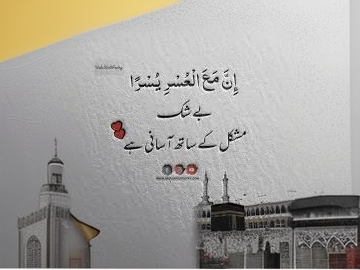 إِنَّ مَعَ الْعُسْرِ يُسْرًا
بے شک
مشکل کے ساتھ آسانی ہے